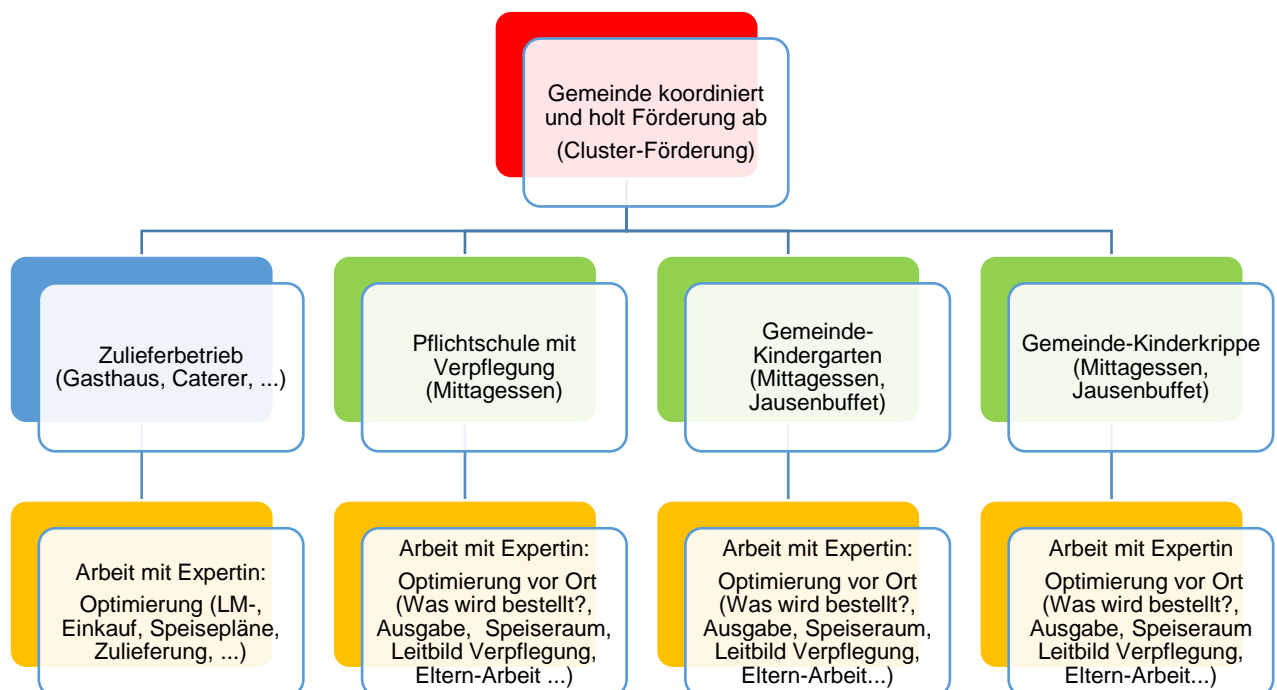 Gemeinde koordiniert
und holt Förderung ab
(Cluster-Förderung)
Zulieferbetrieb
(Gasthaus, Caterer, ...)
Pflichtschule mit
Verpflegung
(Mittagessen)
Gemeinde-
Kindergarten
(Mittagessen,
Jausenbuffet)
Gemeinde-Kinderkrippe
(Mittagessen,
Jausenbuffet)
Arbeit mit Expertin:
Optimierung (LM-,
Einkauf, Speisepläne,
Zulieferung, ...)
Arbeit mit Expertin:
Optimierung vor Ort
(Was wird bestellt?,
Ausgabe, Speiseraum,
Leitbild Verpflegung,
Eltern-Arbeit ...)
Arbeit mit Expertin:
Optimierung vor Ort
(Was wird bestellt?,
Ausgabe, Speiseraum,
Leitbild Verpflegung,
Eltern-Arbeit...)
Arbeit mit Expertin
Optimierung vor Ort
(Was wird bestellt?,
Ausgabe, Speiseraum
Leitbild Verpflegung,
Eltern-Arbeit...)